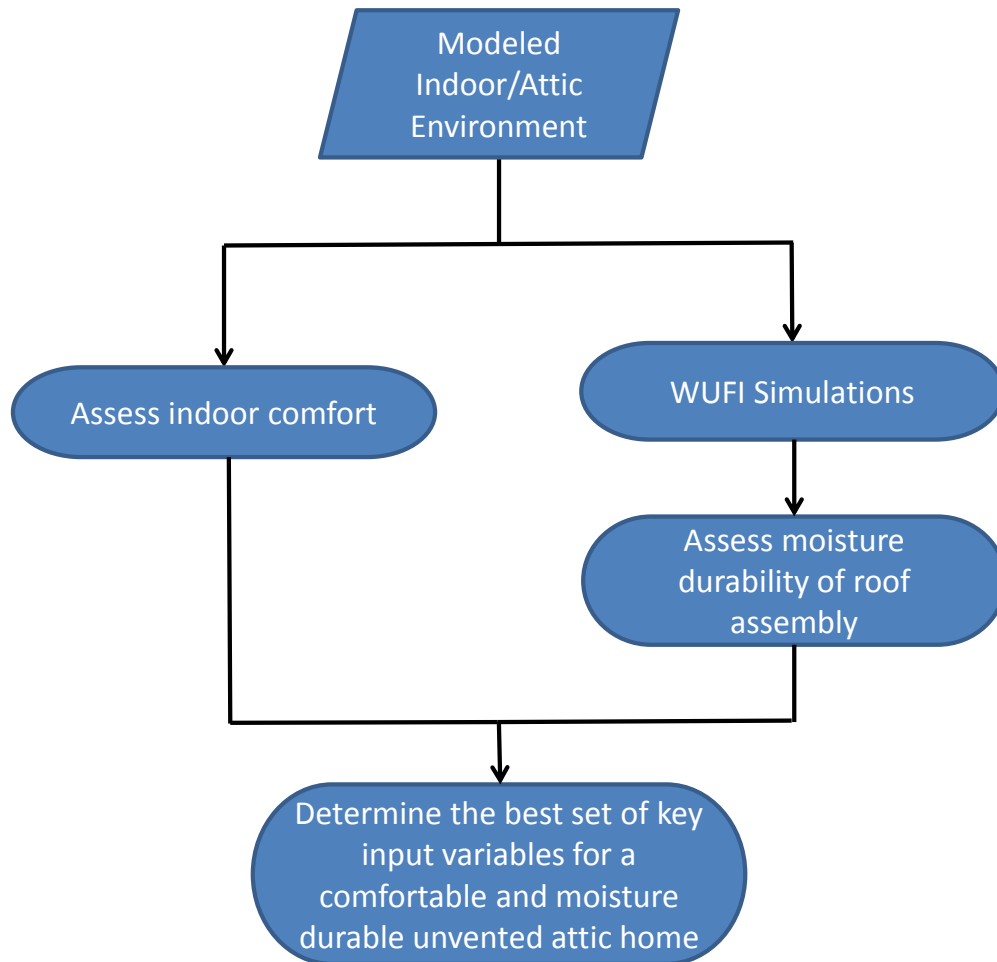 Modeled
Indoor/Attic
Environment
Assess indoor comfort
WUFI Simulations
Assess moisture
durability of roof
assembly
Determine the best set of key
input variables for a
comfortable and moisture
durable unvented attic home